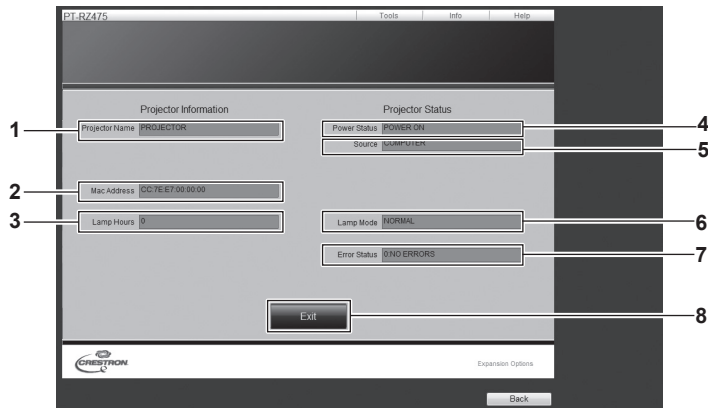 PT-RZ475 Tools Info Help
Projector Information Projector Status
1 Projector Name PROJECTOR Power Status POWER ON 4
Source COMPUTER 5
2 Mac Address CC:7E:E7:00:00:00
3 Lamp Hours 0 Lamp Mode NORMAL 6
Error Status 0:NO ERRORS 7
Exit 8
CRESTRON Expansion Options
Back